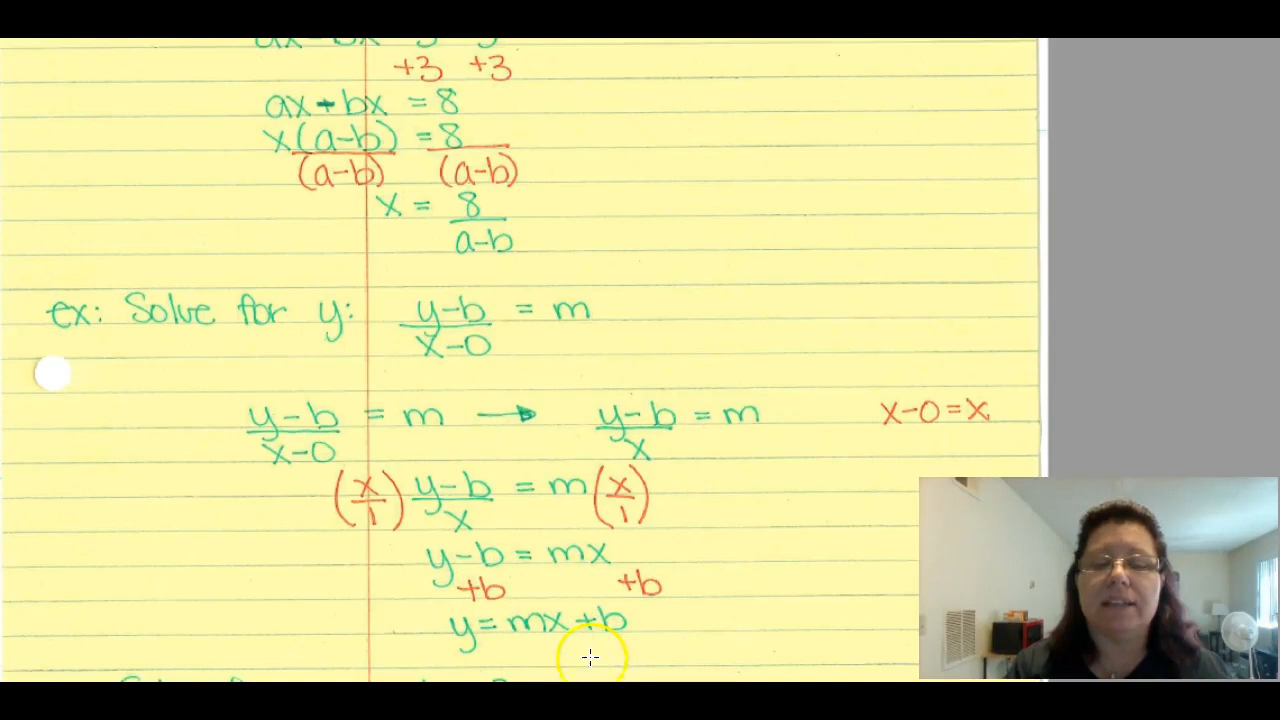 +3 +3
ax - bx = 8
x(a-b) = 8
(a-b) (a-b)
x = 8
a-b
ex: Solve for y: y-b = m
x-0
y-b = m → y-b = m x-0=x
x-0 x
(x/1) y-b = m (x/1)
x
y-b = mx
+b +b
y = mx+b